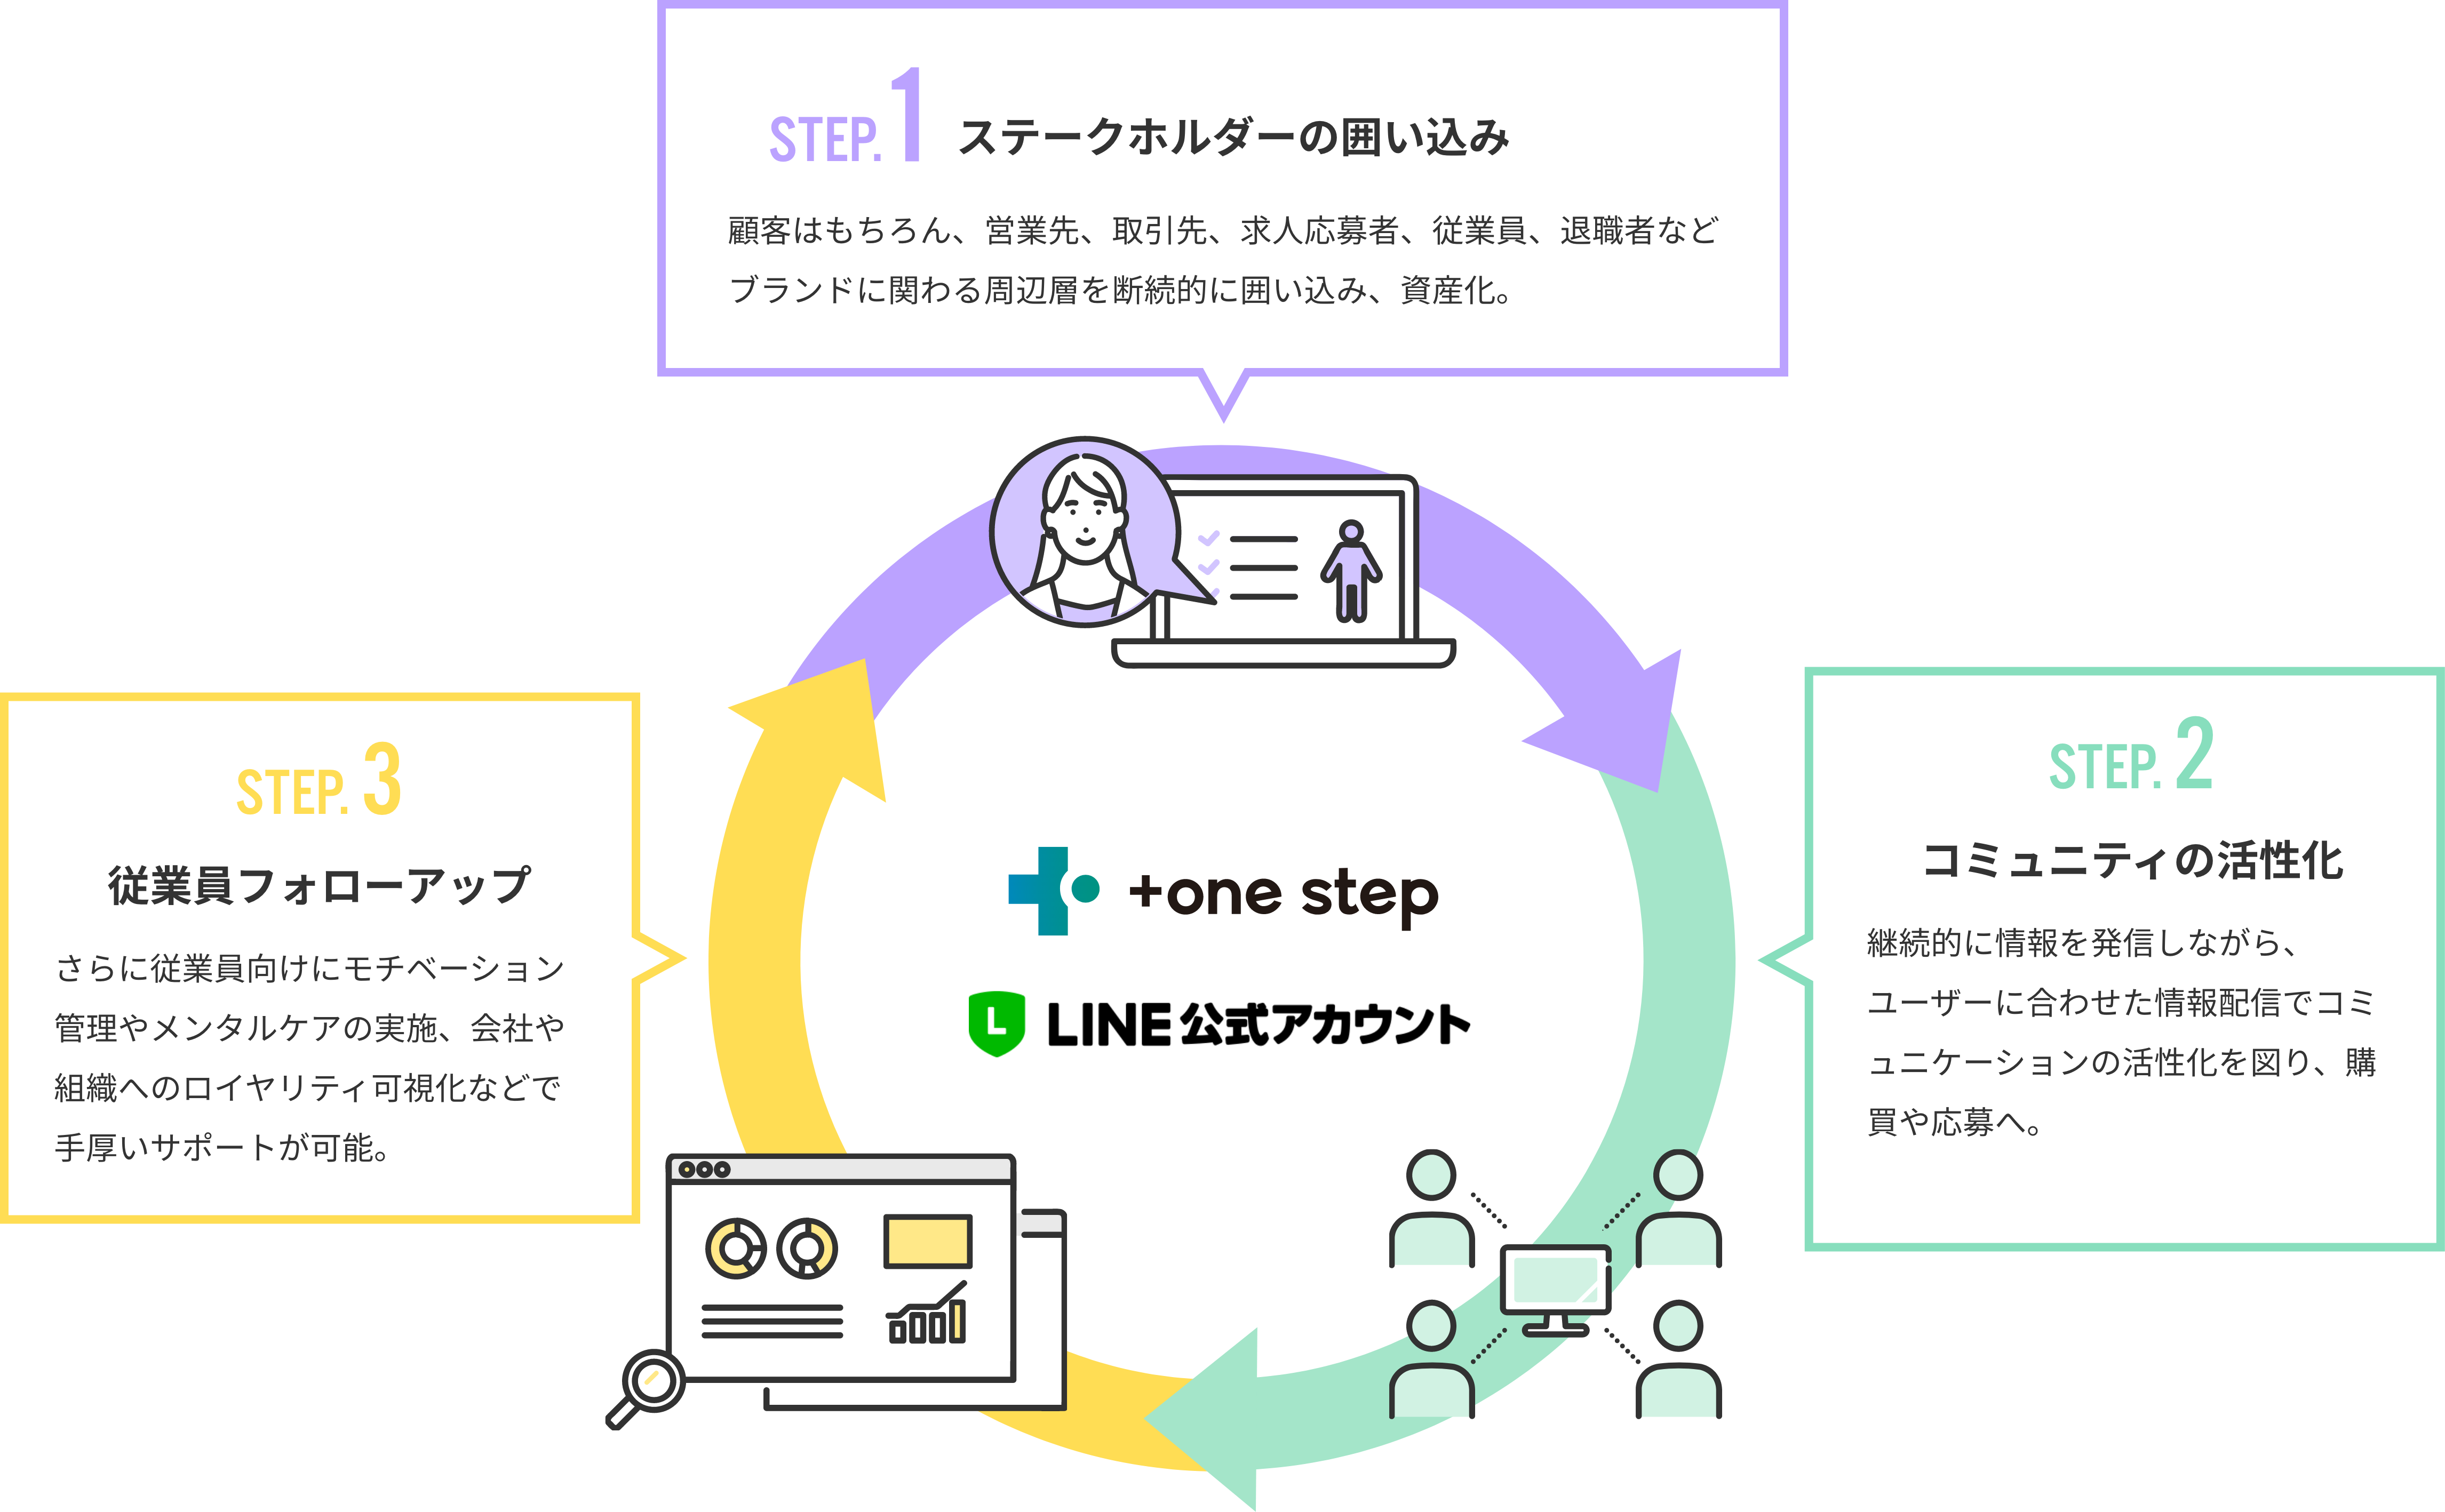 STEP.1 ステークホルダーの囲い込み
顧客はもちろん、営業先、取引先、求人応募者、従業員、退職者など
ブランドに関わる周辺層を断続的に囲い込み、資産化。
STEP. 2
コミュニティの活性化
継続的に情報を発信しながら、
ユーザーに合わせた情報配信でコミ
ュニケーションの活性化を図り、購
買や応募へ。
STEP. 3
従業員フォローアップ
さらに従業員向けにモチベーション
管理やメンタルケアの実施、会社や
組織へのロイヤリティ可視化などで
手厚いサポートが可能。
+one step
L LINE 公式アカウント